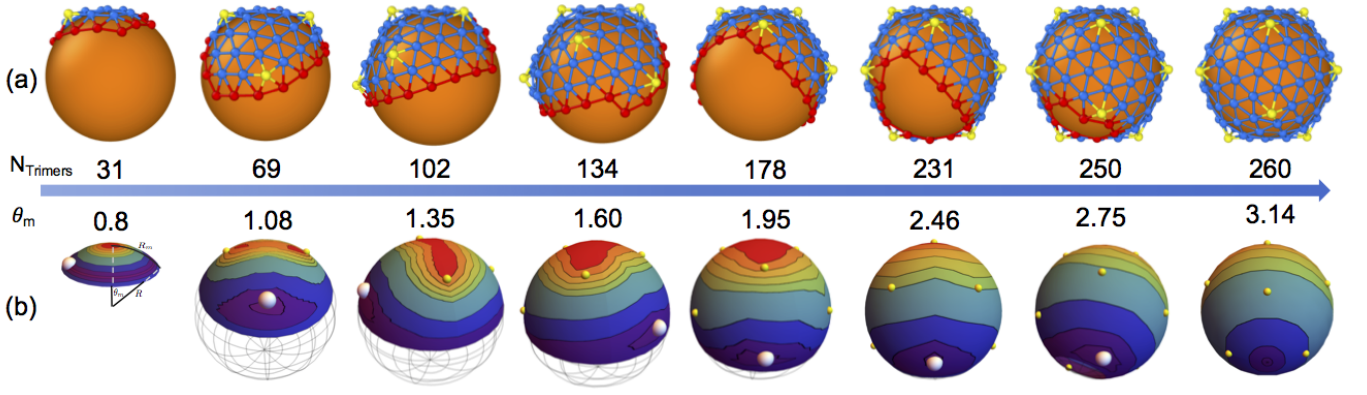 (a)
N_Trimers 31 69 102 134 178 231 250 260
θ_m 0.8 1.08 1.35 1.60 1.95 2.46 2.75 3.14
R_m
θ_m R
(b)